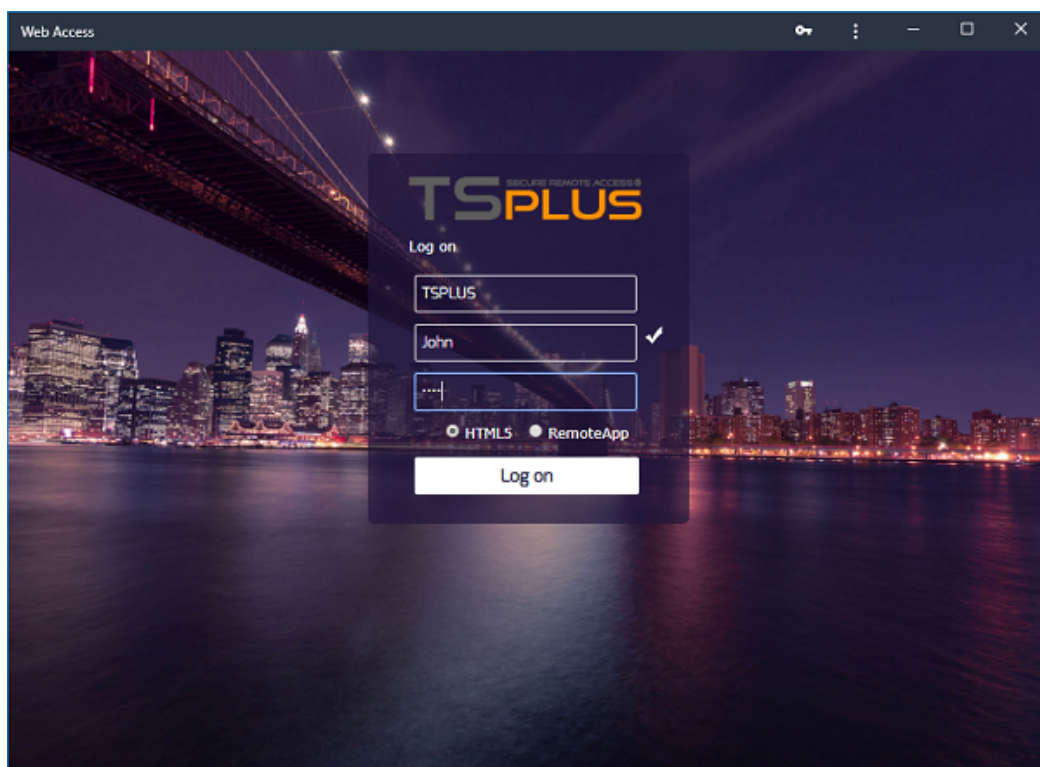 Web Access
SECURE REMOTE ACCESS®
TSPLUS
Log on
TSPLUS
John
HTML5 RemoteApp
Log on